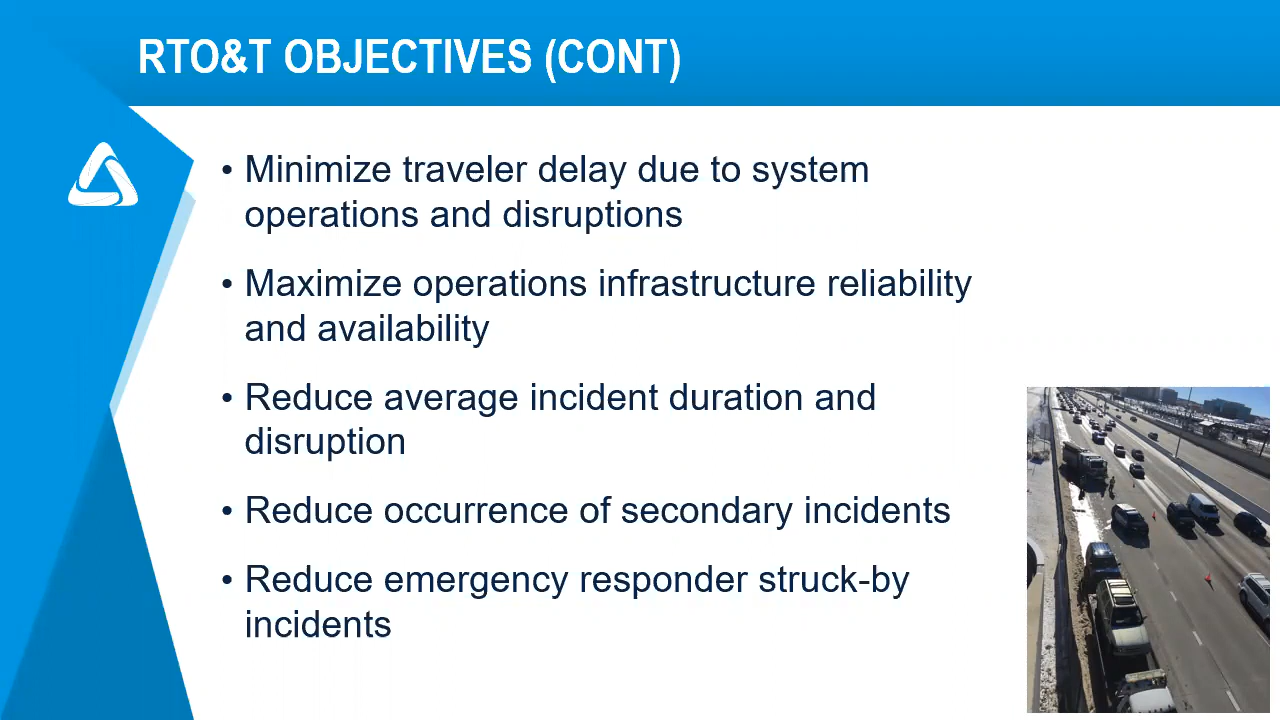 RTO&T OBJECTIVES (CONT)
• Minimize traveler delay due to system
operations and disruptions
• Maximize operations infrastructure reliability
and availability
• Reduce average incident duration and
disruption
• Reduce occurrence of secondary incidents
• Reduce emergency responder struck-by
incidents